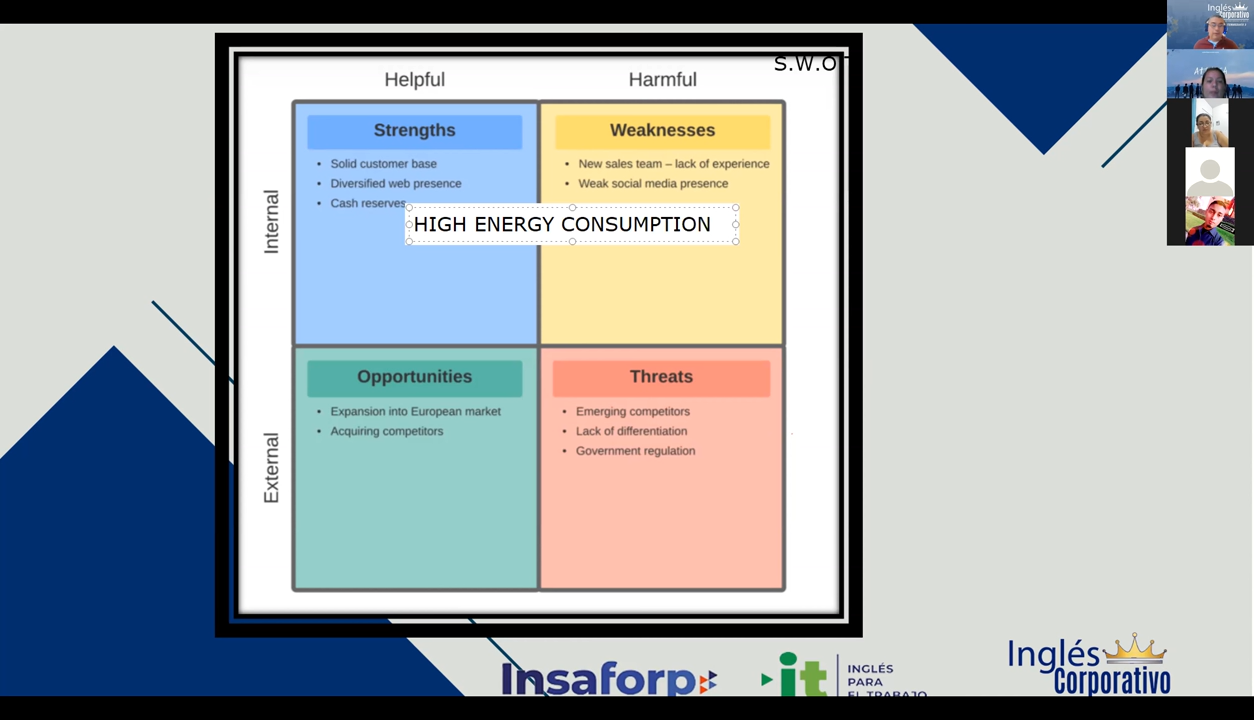 S.W.O
Helpful
Harmful
Internal
Strengths
• Solid customer base
• Diversified web presence
• Cash reserves
Weaknesses
• New sales team – lack of experience
• Weak social media presence
HIGH ENERGY CONSUMPTION
External
Opportunities
• Expansion into European market
• Acquiring competitors
Threats
• Emerging competitors
• Lack of differentiation
• Government regulation
Insaforp
it
INGLÉS
PARA
EL TRABAJO
Inglés
Corporativo
Inglés
Corporativo